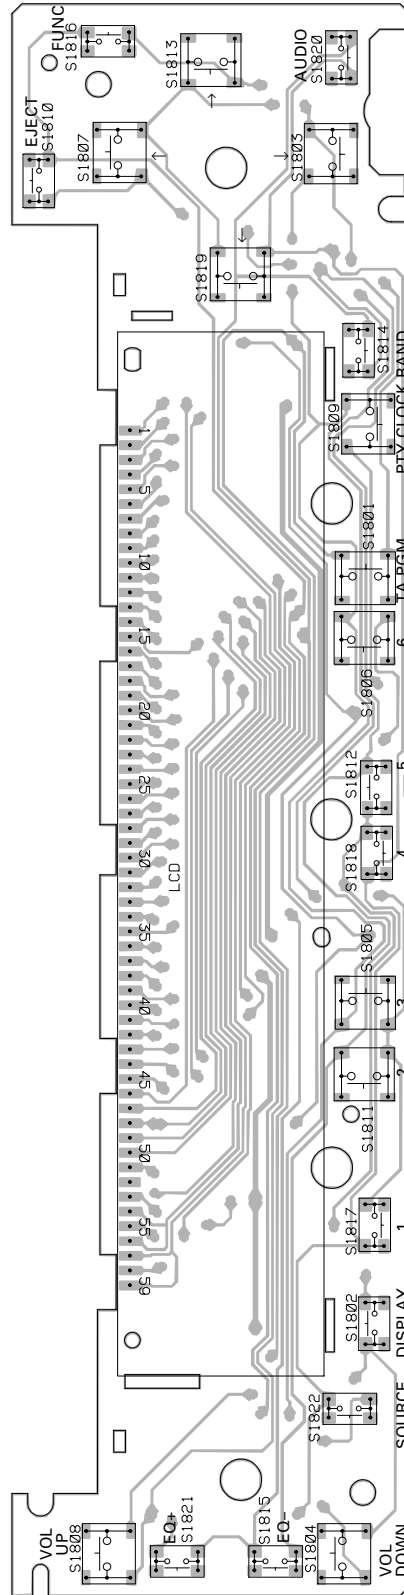 FUNC
S1816
S1813
AUDIO
S1820
EJECT
S1810
S1807
S1803
S1819
S1814
S1809
PTY CLOCK BAND
1
5
10
15
20
25
30
35
40
45
50
55
59
LCD
S1801
TA PGM
6
S1806
5
S1812
4
S1818
S1805
3
2
S1811
1
S1817
DISPLAY
S1802
SOURCE
S1822
VOL
UP
S1808
EQ+
S1821
S1815
EQ-
S1804
VOL
DOWN